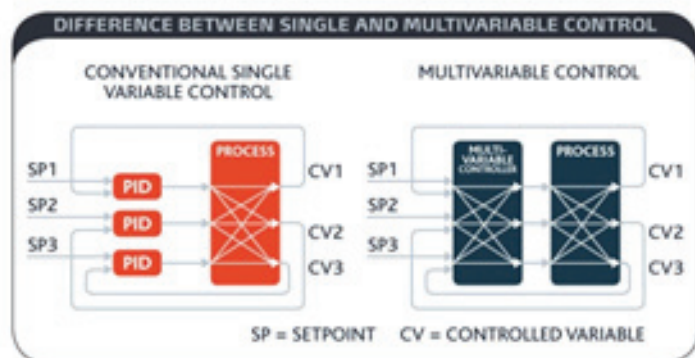 DIFFERENCE BETWEEN SINGLE AND MULTIVARIABLE CONTROL
CONVENTIONAL SINGLE
VARIABLE CONTROL
SP1
SP2
SP3
PID
PID
PID
PROCESS
CV1
CV2
CV3
MULTIVARIABLE CONTROL
SP1
SP2
SP3
MULTI-
VARIABLE
CONTROLLER
PROCESS
CV1
CV2
CV3
SP = SETPOINT CV = CONTROLLED VARIABLE